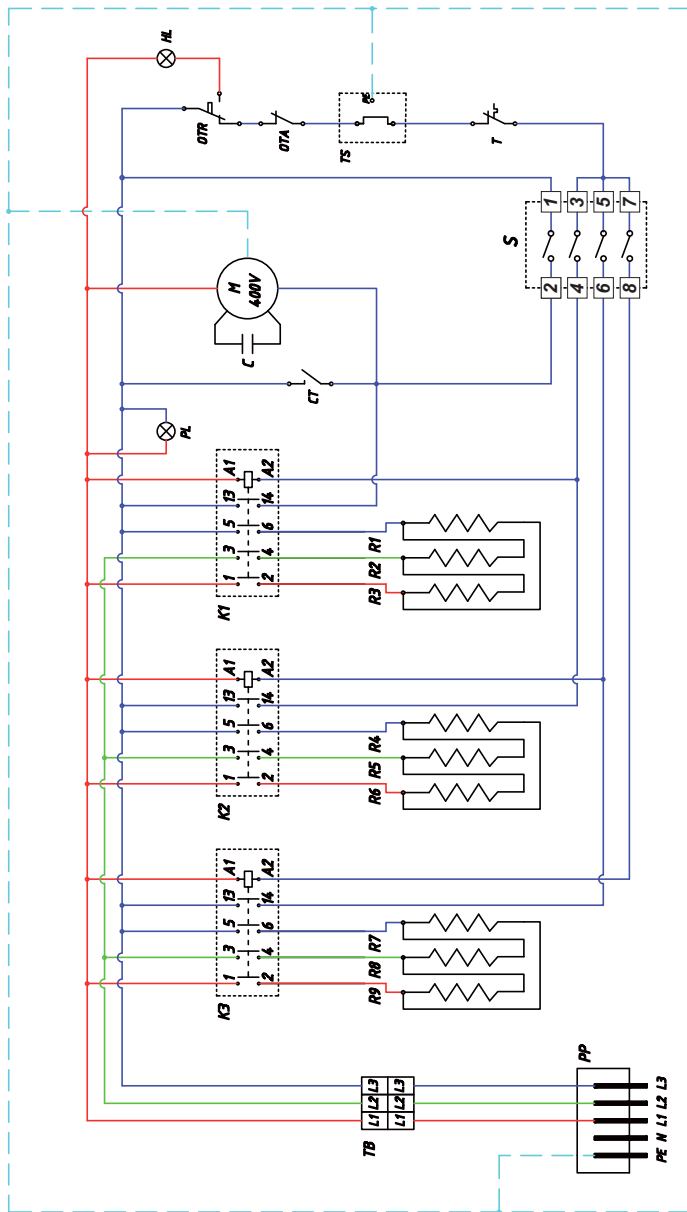 HL
OTR
OTA
TS
PE
T
S
1 3 5 7
2 4 6 8
M
400V
C
CT
PL
K1
1 3 5 13 A1
2 4 6 14 A2
R1
R2
R3
K2
1 3 5 13 A1
2 4 6 14 A2
R4
R5
R6
K3
1 3 5 13 A1
2 4 6 14 A2
R7
R8
R9
TB
L1 L2 L3
L1 L2 L3
PP
PE N L1 L2 L3